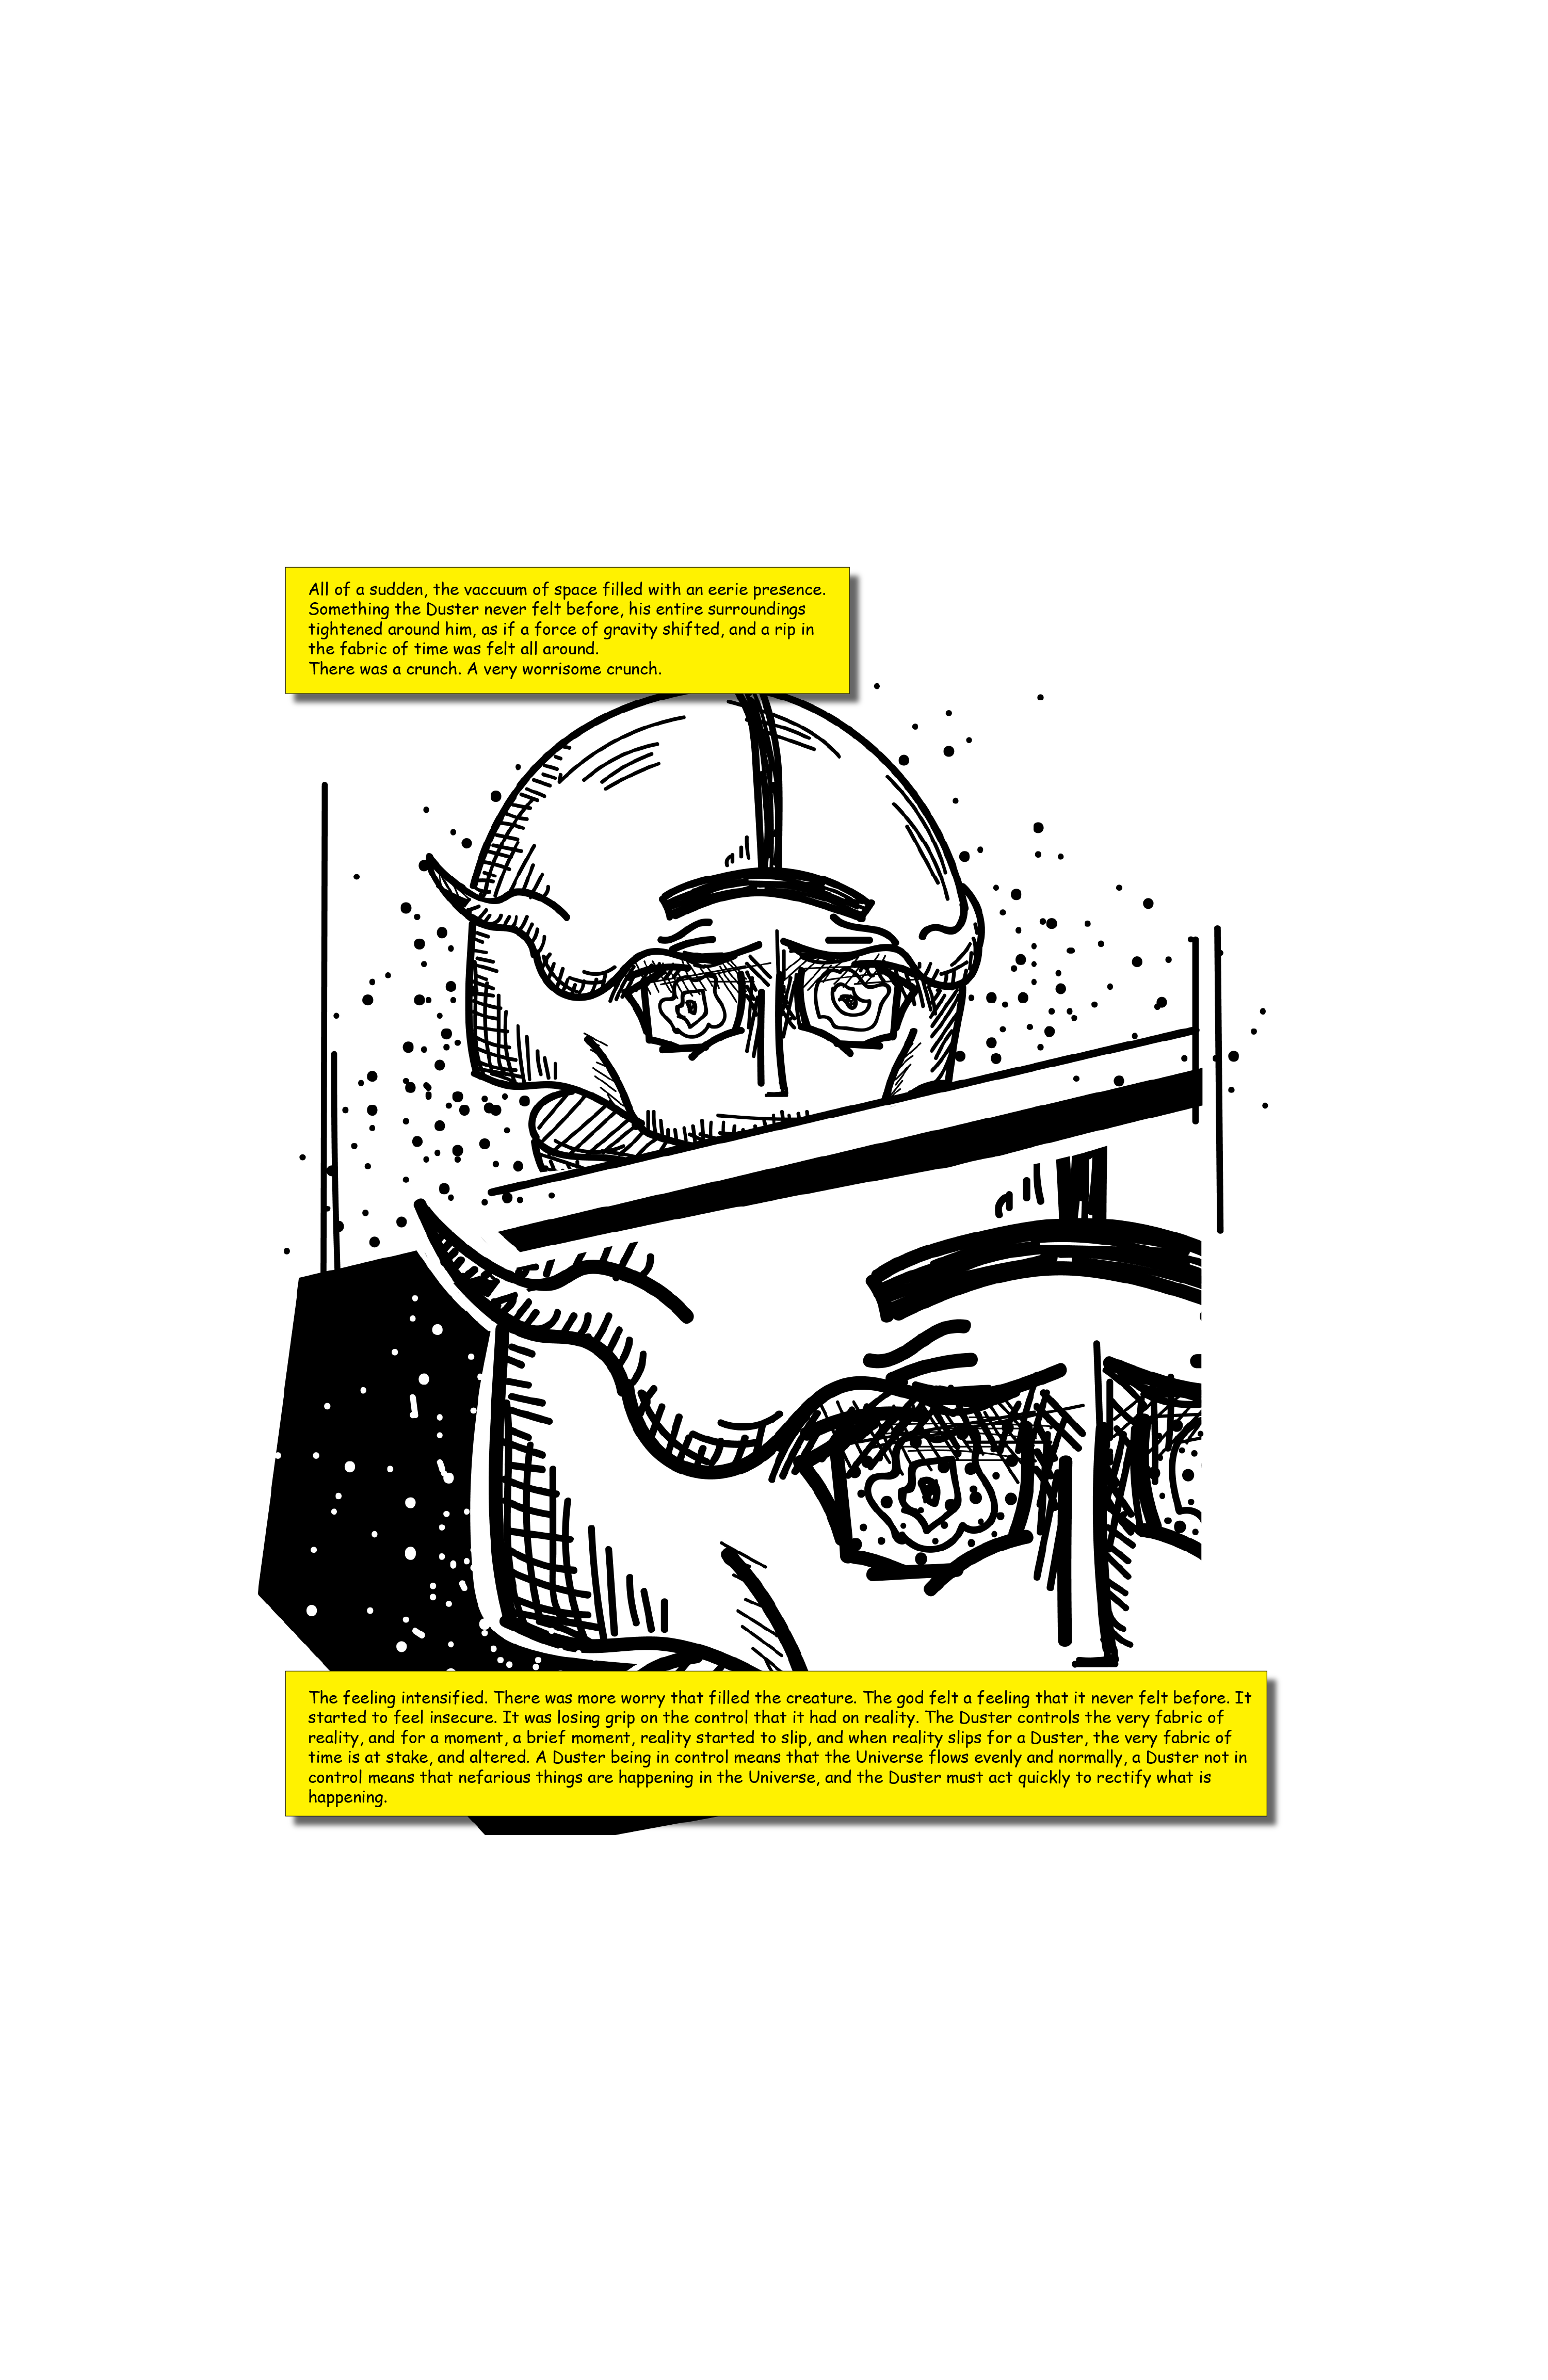 All of a sudden, the vaccuum of space filled with an eerie presence.
Something the Duster never felt before, his entire surroundings
tightened around him, as if a force of gravity shifted, and a rip in
the fabric of time was felt all around.
There was a crunch. A very worrisome crunch.
The feeling intensified. There was more worry that filled the creature. The god felt a feeling that it never felt before. It
started to feel insecure. It was losing grip on the control that it had on reality. The Duster controls the very fabric of
reality, and for a moment, a brief moment, reality started to slip, and when reality slips for a Duster, the very fabric of
time is at stake, and altered. A Duster being in control means that the Universe flows evenly and normally, a Duster not in
control means that nefarious things are happening in the Universe, and the Duster must act quickly to rectify what is
happening.